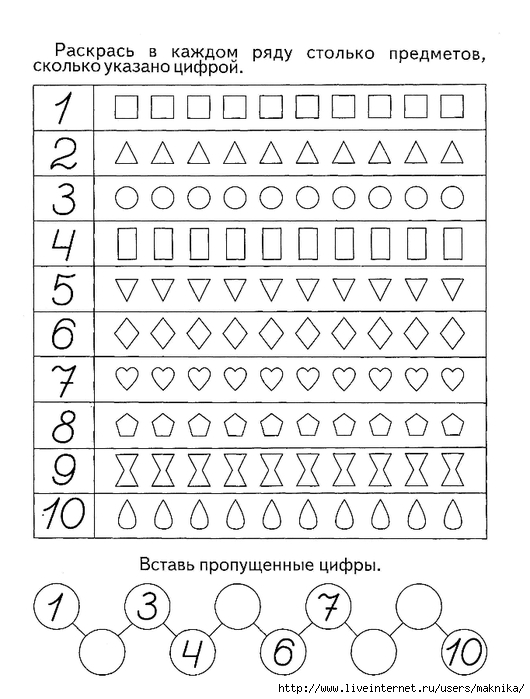 Раскрась в каждом ряду столько предметов,
сколько указано цифрой.
1
2
3
4
5
6
7
8
9
10
Вставь пропущенные цифры.
1 3 7
4 6 10
http://www.liveinternet.ru/users/maknika/